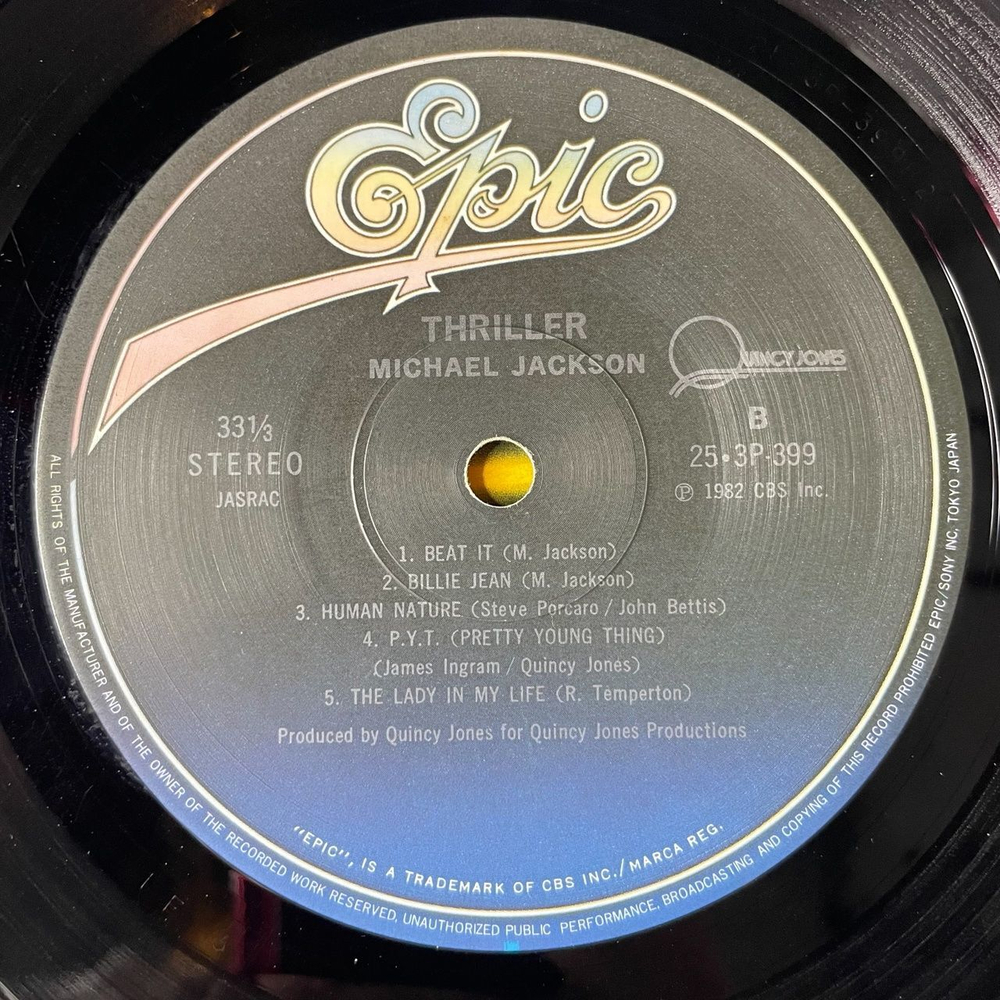 Epic
THRILLER
MICHAEL JACKSON
QUINCY JONES
33⅓
STEREO
JASRAC
B
25•3P-399
℗ 1982 CBS Inc.
1. BEAT IT (M. Jackson)
2. BILLIE JEAN (M. Jackson)
3. HUMAN NATURE (Steve Porcaro / John Bettis)
4. P.Y.T. (PRETTY YOUNG THING)
(James Ingram / Quincy Jones)
5. THE LADY IN MY LIFE (R. Temperton)
Produced by Quincy Jones for Quincy Jones Productions
"EPIC", IS A TRADEMARK OF CBS INC./MARCA REG.
ALL RIGHTS OF THE MANUFACTURER AND OF THE OWNER OF THE RECORDED WORK RESERVED, UNAUTHORIZED PUBLIC PERFORMANCE, BROADCASTING AND COPYING OF THIS RECORD PROHIBITED EPIC/SONY INC, TOKYO JAPAN